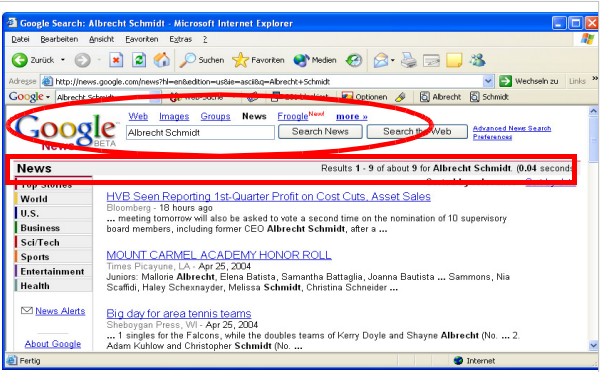 Google Search: Albrecht Schmidt - Microsoft Internet Explorer
Datei Bearbeiten Ansicht Favoriten Extras ?
Zurück Suchen Favoriten Medien
Adresse http://news.google.com/news?hl=en&edition=us&ie=ascii&q=Albrecht+Schmidt Wechseln zu Links »
Google Albrecht Schmidt Web-Suche Optionen Albrecht Schmidt
Web Images Groups News Froogle New! more »
Google News BETA
Albrecht Schmidt Search News Search the Web Advanced News Search
Preferences
News Results 1 - 9 of about 9 for Albrecht Schmidt. (0.04 seconds
Top Stories
World
U.S.
Business
Sci/Tech
Sports
Entertainment
Health
News Alerts
About Google
HVB Seen Reporting 1st-Quarter Profit on Cost Cuts, Asset Sales
Bloomberg - 18 hours ago
... meeting tomorrow will also be asked to vote a second time on the nomination of 10 supervisory
board members, including former CEO Albrecht Schmidt, after a ...
MOUNT CARMEL ACADEMY HONOR ROLL
Times Picayune, LA - Apr 25, 2004
Juniors: Mallorie Albrecht, Elena Batista, Samantha Battaglia, Joanna Bautista ... Sammons, Nia
Scaffidi, Haley Schexnayder, Melissa Schmidt, Christina Schneider ...
Big day for area tennis teams
Sheboygan Press, WI - Apr 25, 2004
... 1 singles for the Falcons, while the doubles teams of Kerry Doyle and Shayne Albrecht (No. ... 2.
Adam Kuhlow and Christopher Schmidt (No. ...
Fertig Internet